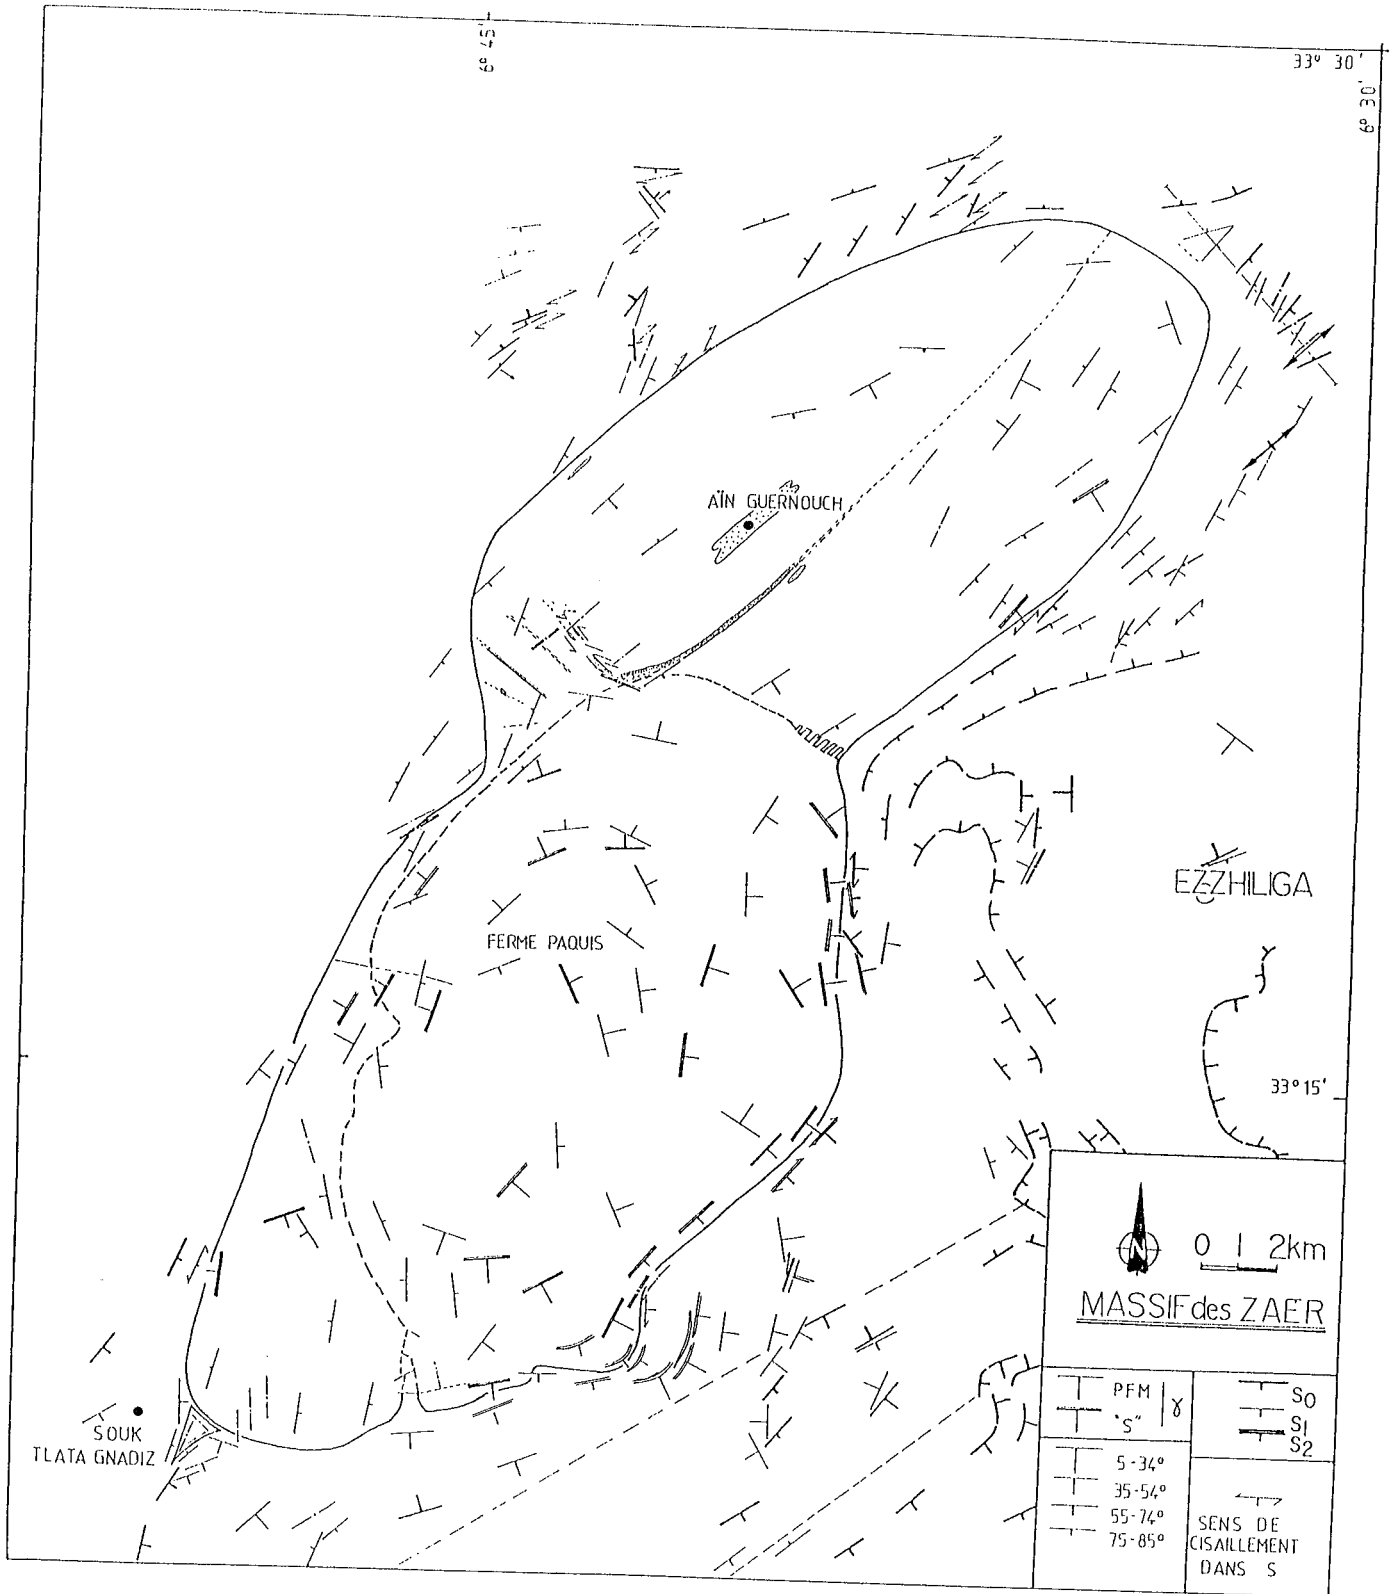 6° 45'
33° 30'
6° 30'
AÏN GUERNOUCH
EZZHILIGA
FERME PAQUIS
33° 15'
N
0 1 2km
MASSIF des ZAER
SOUK
TLATA GNADIZ
PFM
"S"
γ
5-34°
35-54°
55-74°
75-85°
S0
S1
S2
SENS DE
CISAILLEMENT
DANS S